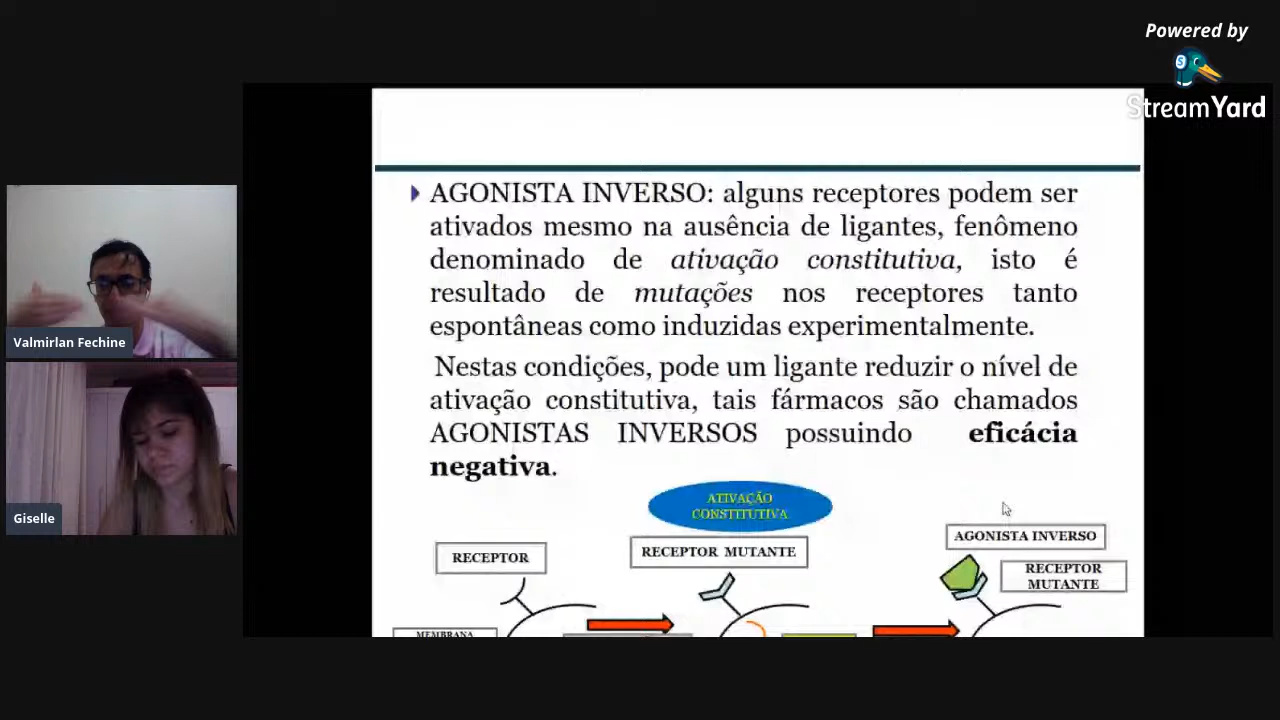 Powered by
StreamYard
AGONISTA INVERSO: alguns receptores podem ser
ativados mesmo na ausência de ligantes, fenômeno
denominado de ativação constitutiva, isto é
resultado de mutações nos receptores tanto
espontâneas como induzidas experimentalmente.
Nestas condições, pode um ligante reduzir o nível de
ativação constitutiva, tais fármacos são chamados
AGONISTAS INVERSOS possuindo eficácia
negativa.
ATIVAÇÃO
CONSTITUTIVA
RECEPTOR
RECEPTOR MUTANTE
AGONISTA INVERSO
RECEPTOR
MUTANTE
MEMBRANA
Valmirlan Fechine
Giselle